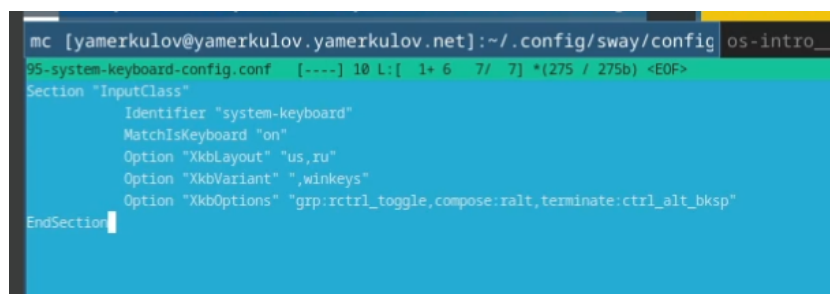 mc [yamerkulov@yamerkulov.yamerkulov.net]:~/.config/sway/config os-intro_
95-system-keyboard-config.conf [----] 10 L:[ 1+ 6 7/ 7] *(275 / 275b) <EOF>
Section "InputClass"
Identifier "system-keyboard"
MatchIsKeyboard "on"
Option "XkbLayout" "us,ru"
Option "XkbVariant" ",winkeys"
Option "XkbOptions" "grp:rctrl_toggle,compose:ralt,terminate:ctrl_alt_bksp"
EndSection